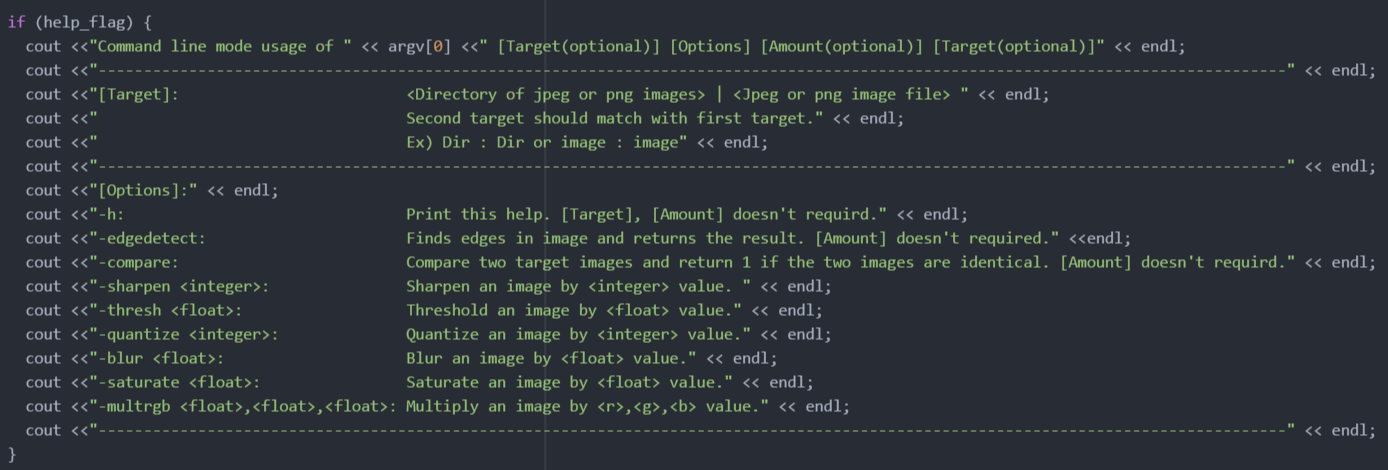 if (help_flag) {
  cout <<"Command line mode usage of " << argv[0] <<" [Target(optional)] [Options] [Amount(optional)] [Target(optional)]" << endl;
  cout <<"-----------------------------------------------------------------------------------------------------------------------------------" << endl;
  cout <<"[Target]:                         <Directory of jpeg or png images> | <Jpeg or png image file> " << endl;
  cout <<"                                  Second target should match with first target." << endl;
  cout <<"                                  Ex) Dir : Dir or image : image" << endl;
  cout <<"-----------------------------------------------------------------------------------------------------------------------------------" << endl;
  cout <<"[Options]:" << endl;
  cout <<"-h:                               Print this help. [Target], [Amount] doesn't requird." << endl;
  cout <<"-edgedetect:                      Finds edges in image and returns the result. [Amount] doesn't required." <<endl;
  cout <<"-compare:                         Compare two target images and return 1 if the two images are identical. [Amount] doesn't requird." << endl;
  cout <<"-sharpen <integer>:               Sharpen an image by <integer> value. " << endl;
  cout <<"-thresh <float>:                  Threshold an image by <float> value." << endl;
  cout <<"-quantize <integer>:              Quantize an image by <integer> value." << endl;
  cout <<"-blur <float>:                    Blur an image by <float> value." << endl;
  cout <<"-saturate <float>:                Saturate an image by <float> value." << endl;
  cout <<"-multrgb <float>,<float>,<float>: Multiply an image by <r>,<g>,<b> value." << endl;
  cout <<"-----------------------------------------------------------------------------------------------------------------------------------" << endl;
}